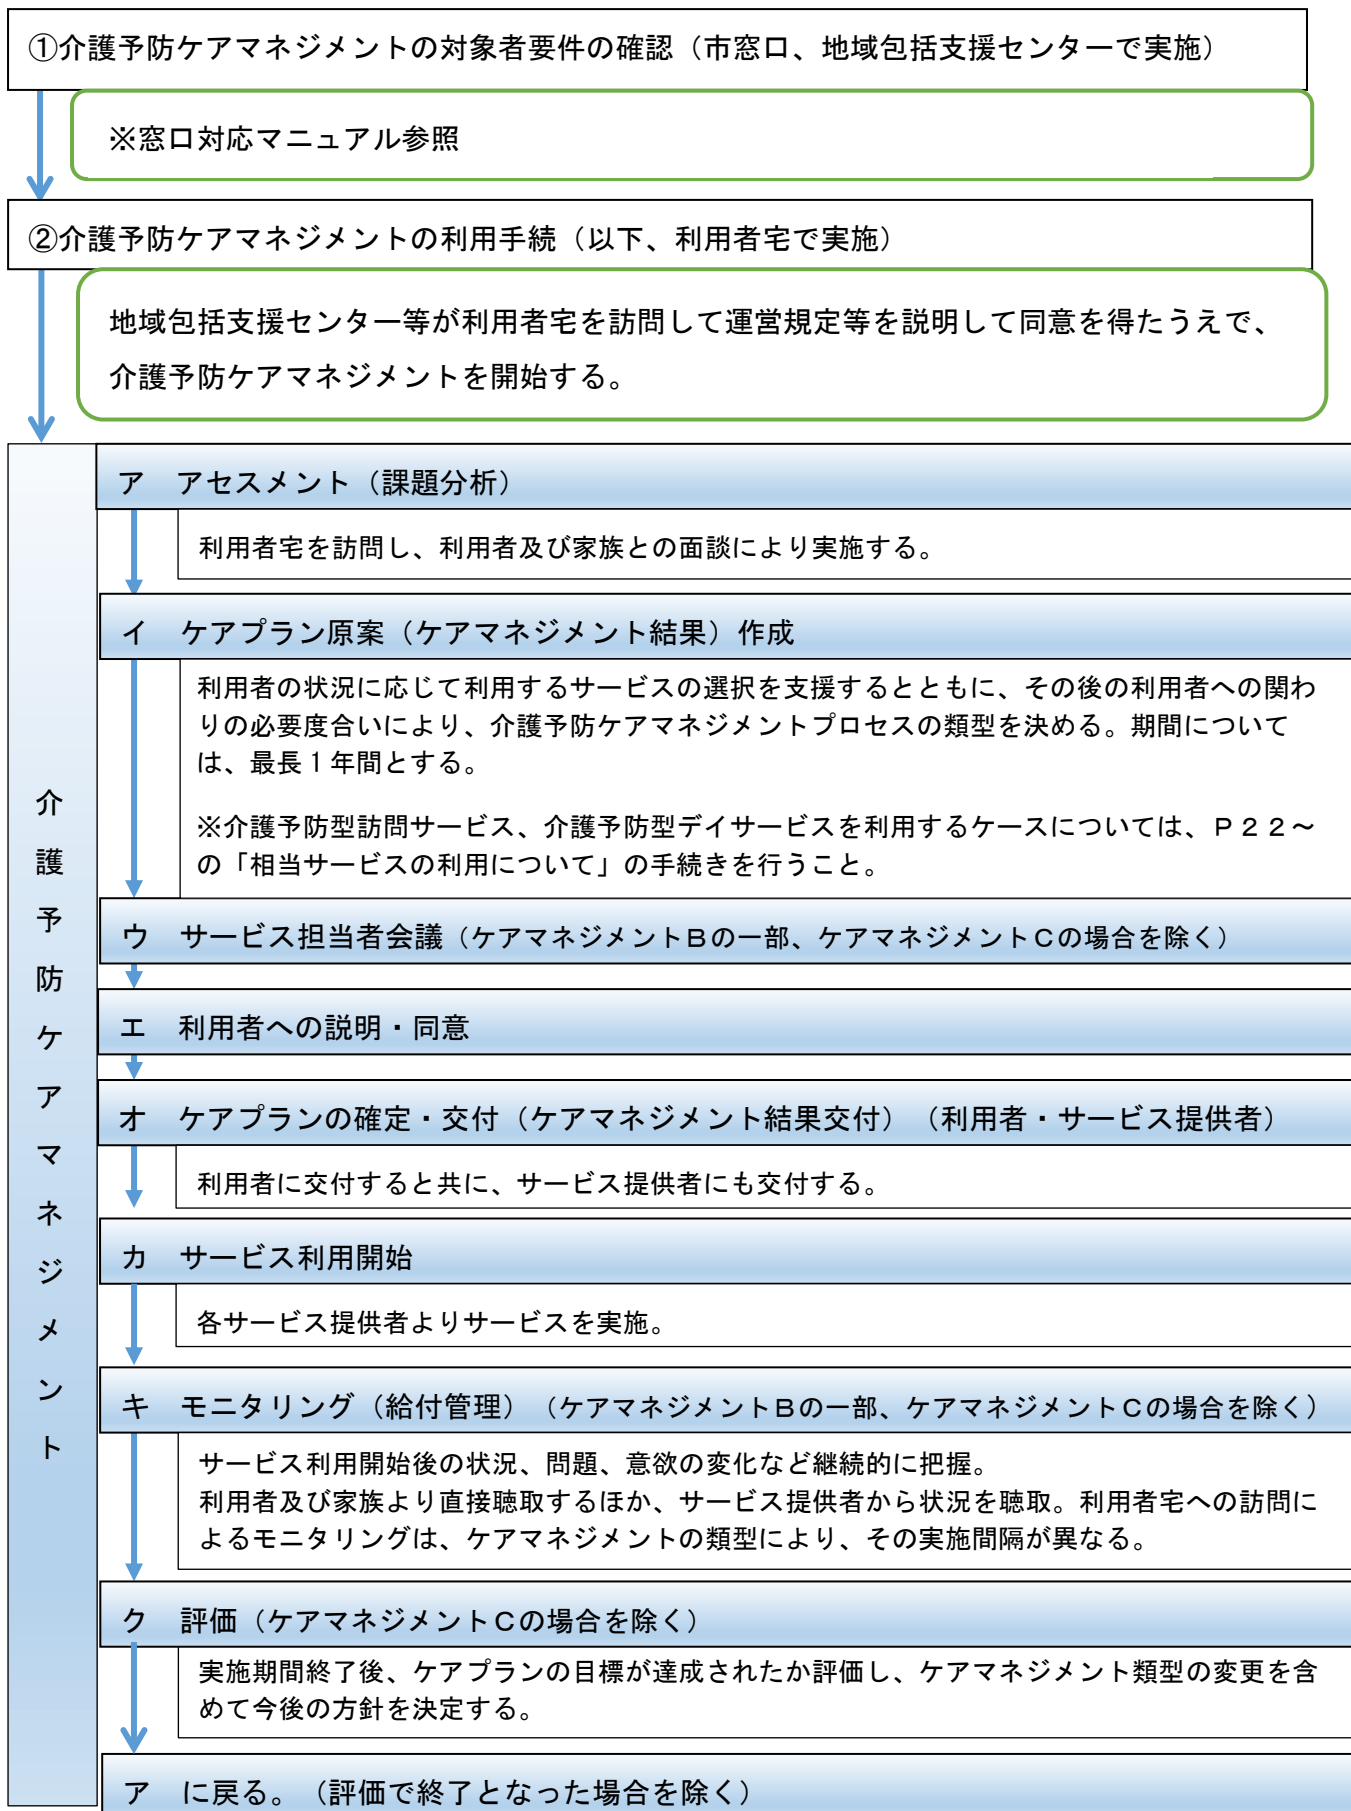 ①介護予防ケアマネジメントの対象者要件の確認（市窓口、地域包括支援センターで実施）
※窓口対応マニュアル参照
②介護予防ケアマネジメントの利用手続（以下、利用者宅で実施）
地域包括支援センター等が利用者宅を訪問して運営規定等を説明して同意を得たうえで、
介護予防ケアマネジメントを開始する。
介護予防ケアマネジメント
ア　アセスメント（課題分析）
利用者宅を訪問し、利用者及び家族との面談により実施する。
イ　ケアプラン原案（ケアマネジメント結果）作成
利用者の状況に応じて利用するサービスの選択を支援するとともに、その後の利用者への関わ
りの必要度合いにより、介護予防ケアマネジメントプロセスの類型を決める。期間について
は、最長１年間とする。
※介護予防型訪問サービス、介護予防型デイサービスを利用するケースについては、Ｐ２２～
の「相当サービスの利用について」の手続きを行うこと。
ウ　サービス担当者会議（ケアマネジメントＢの一部、ケアマネジメントＣの場合を除く）
エ　利用者への説明・同意
オ　ケアプランの確定・交付（ケアマネジメント結果交付）（利用者・サービス提供者）
利用者に交付すると共に、サービス提供者にも交付する。
カ　サービス利用開始
各サービス提供者よりサービスを実施。
キ　モニタリング（給付管理）（ケアマネジメントＢの一部、ケアマネジメントＣの場合を除く）
サービス利用開始後の状況、問題、意欲の変化など継続的に把握。
利用者及び家族より直接聴取するほか、サービス提供者から状況を聴取。利用者宅への訪問に
よるモニタリングは、ケアマネジメントの類型により、その実施間隔が異なる。
ク　評価（ケアマネジメントＣの場合を除く）
実施期間終了後、ケアプランの目標が達成されたか評価し、ケアマネジメント類型の変更を含
めて今後の方針を決定する。
ア　に戻る。（評価で終了となった場合を除く）